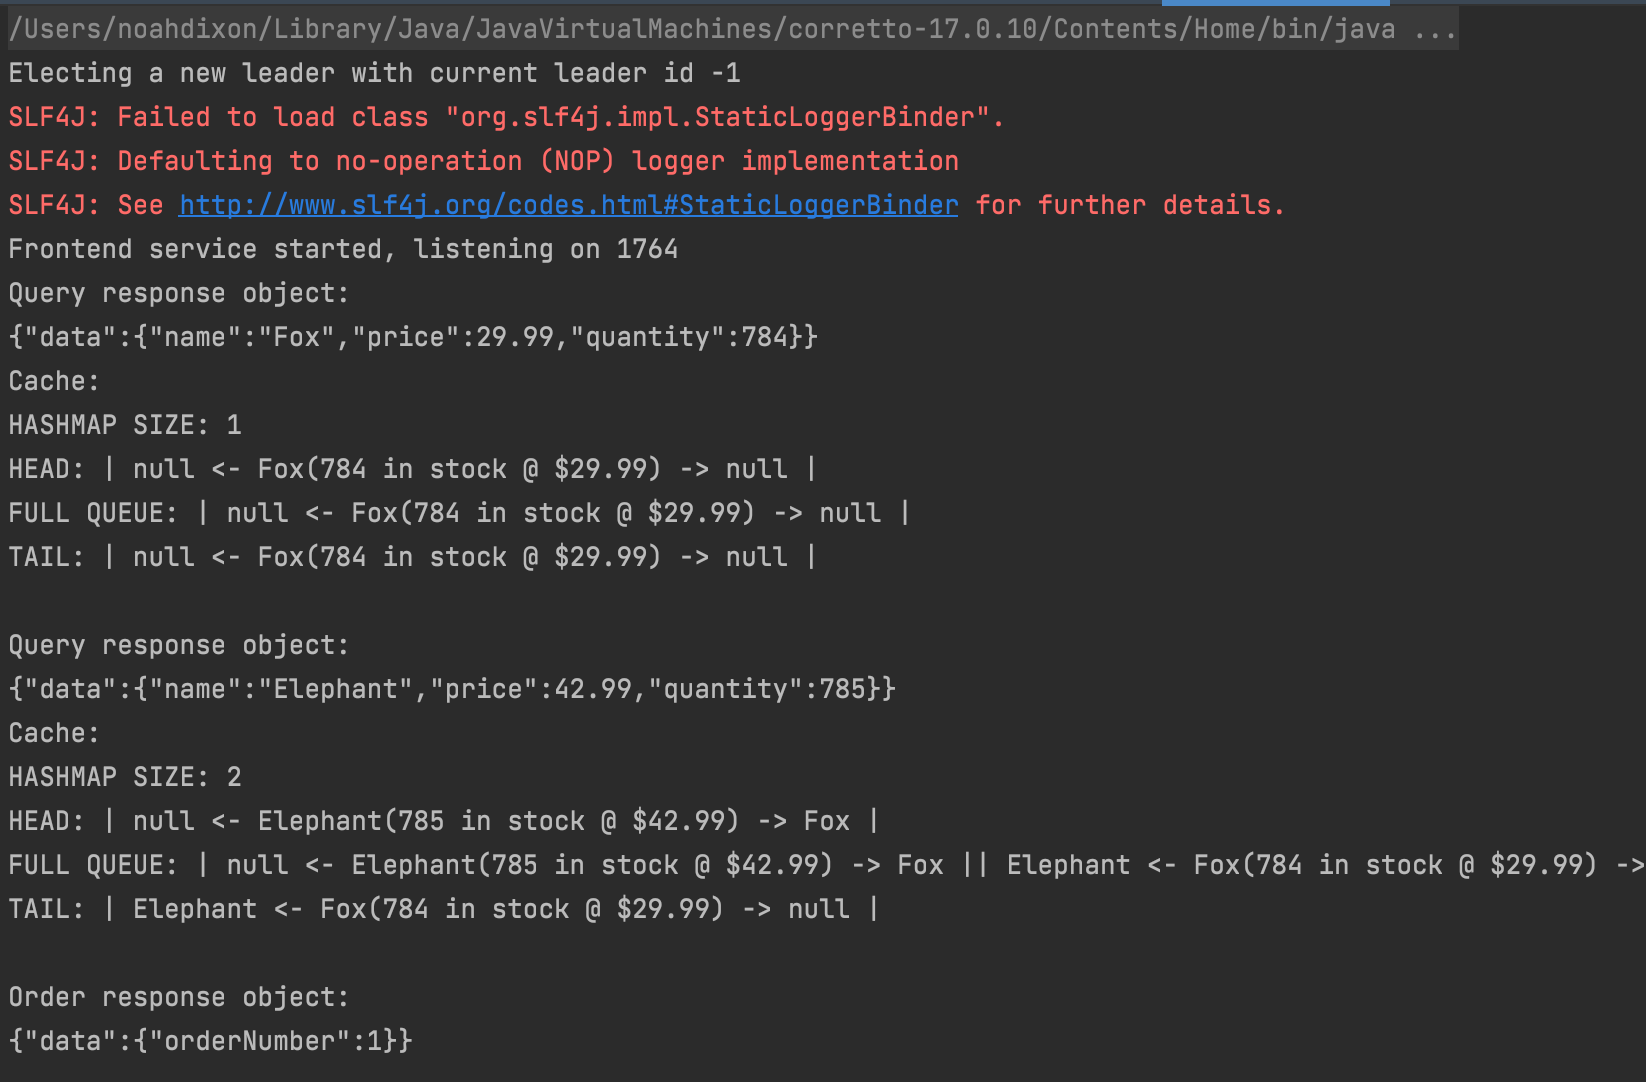 /Users/noahdixon/Library/Java/JavaVirtualMachines/corretto-17.0.10/Contents/Home/bin/java ...
Electing a new leader with current leader id -1
SLF4J: Failed to load class "org.slf4j.impl.StaticLoggerBinder".
SLF4J: Defaulting to no-operation (NOP) logger implementation
SLF4J: See http://www.slf4j.org/codes.html#StaticLoggerBinder for further details.
Frontend service started, listening on 1764
Query response object:
{"data":{"name":"Fox","price":29.99,"quantity":784}}
Cache:
HASHMAP SIZE: 1
HEAD: | null <- Fox(784 in stock @ $29.99) -> null |
FULL QUEUE: | null <- Fox(784 in stock @ $29.99) -> null |
TAIL: | null <- Fox(784 in stock @ $29.99) -> null |
Query response object:
{"data":{"name":"Elephant","price":42.99,"quantity":785}}
Cache:
HASHMAP SIZE: 2
HEAD: | null <- Elephant(785 in stock @ $42.99) -> Fox |
FULL QUEUE: | null <- Elephant(785 in stock @ $42.99) -> Fox || Elephant <- Fox(784 in stock @ $29.99) ->
TAIL: | Elephant <- Fox(784 in stock @ $29.99) -> null |
Order response object:
{"data":{"orderNumber":1}}